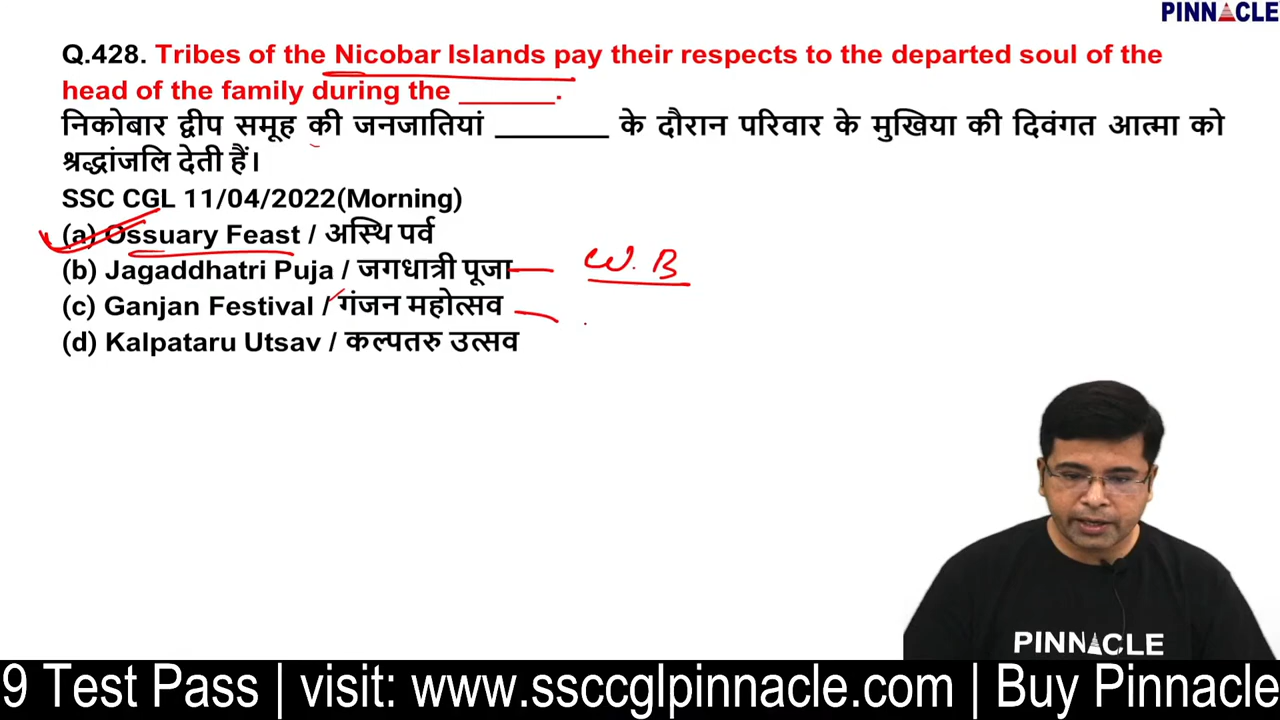 PINNACLE
Q.428. Tribes of the Nicobar Islands pay their respects to the departed soul of the
head of the family during the _______.
निकोबार द्वीप समूह की जनजातियां ________ के दौरान परिवार के मुखिया की दिवंगत आत्मा को
श्रद्धांजलि देती हैं।
SSC CGL 11/04/2022(Morning)
(a) Ossuary Feast / अस्थि पर्व
(b) Jagaddhatri Puja / जगधात्री पूजा
W.B
(c) Ganjan Festival / गंजन महोत्सव
(d) Kalpataru Utsav / कल्पतरु उत्सव
PINNACLE
9 Test Pass | visit: www.ssccglpinnacle.com | Buy Pinnacle